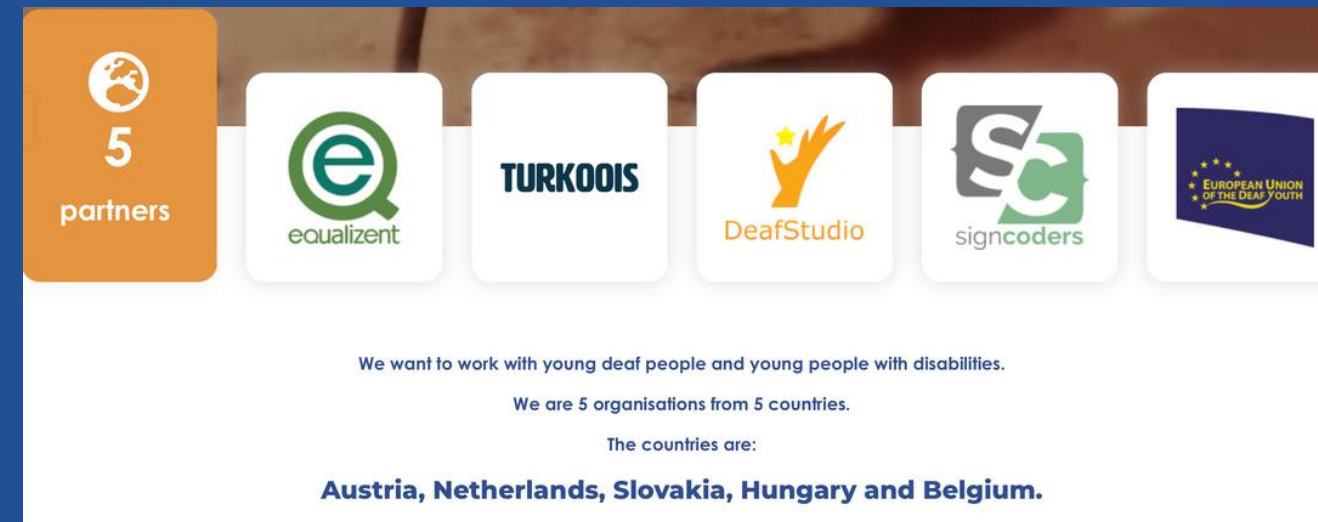 5
partners
e
equalizent
TURKOOIS
DeafStudio
SC
signcoders
EUROPEAN UNION
OF THE DEAF YOUTH
We want to work with young deaf people and young people with disabilities.
We are 5 organisations from 5 countries.
The countries are:
Austria, Netherlands, Slovakia, Hungary and Belgium.